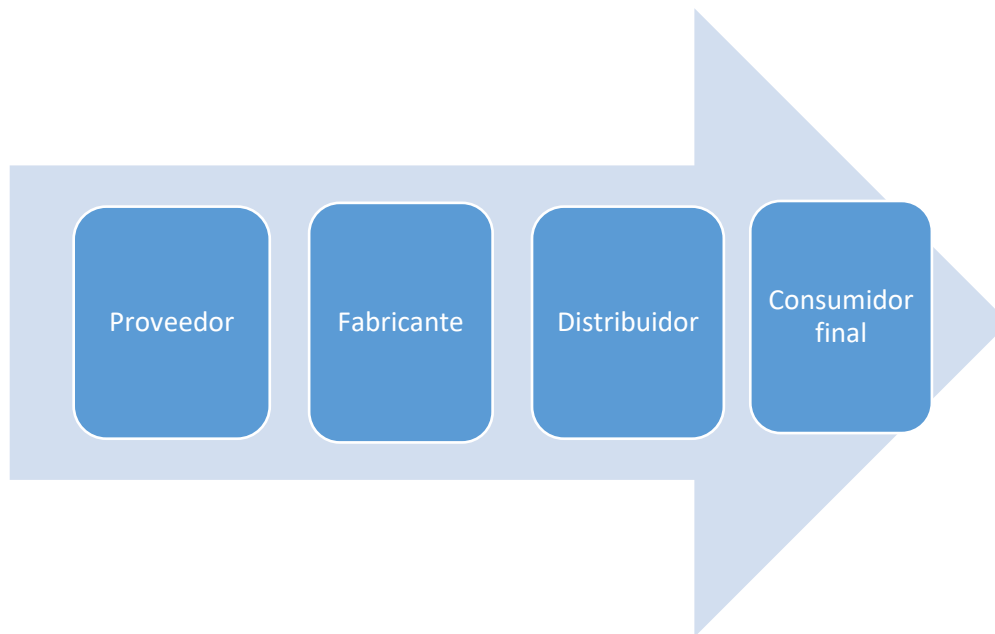 Proveedor
Fabricante
Distribuidor
Consumidor
final